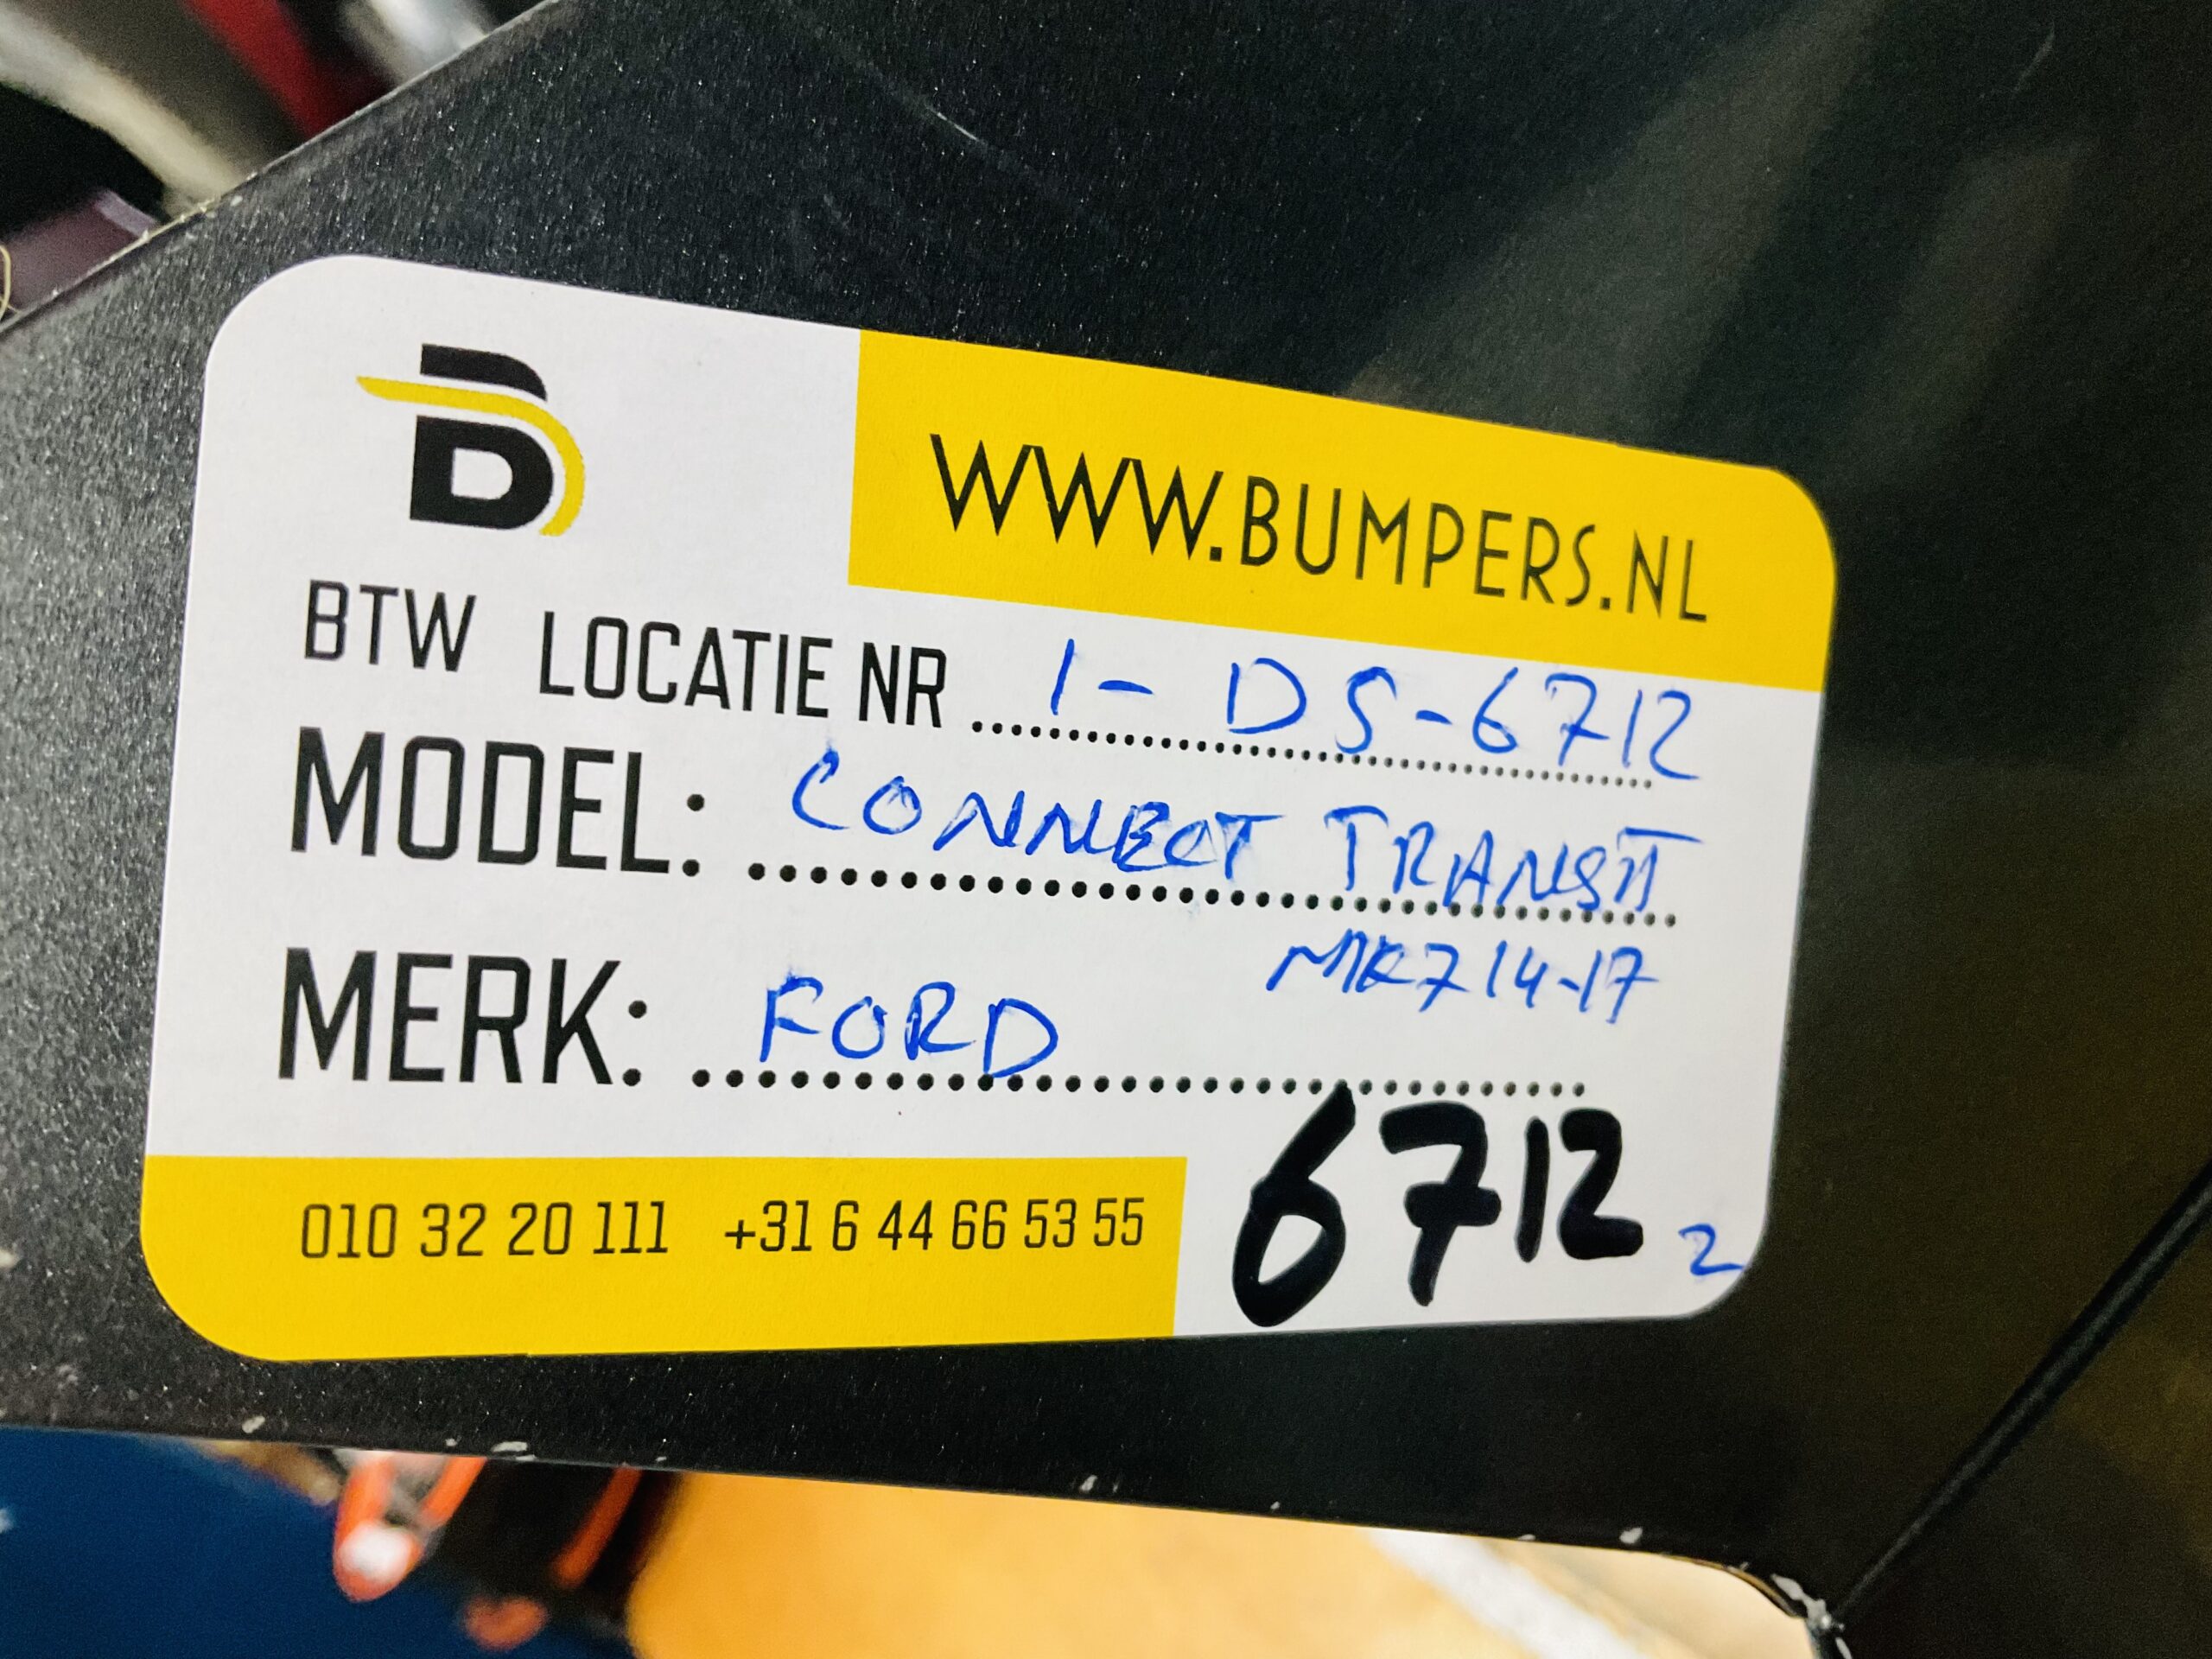 B
WWW.BUMPERS.NL
BTW LOCATIE NR 1 - DS-6712
MODEL: CONNECT TRANSIT
MK7 14-17
MERK: FORD
6712
2
010 32 20 111 +31 6 44 66 53 55